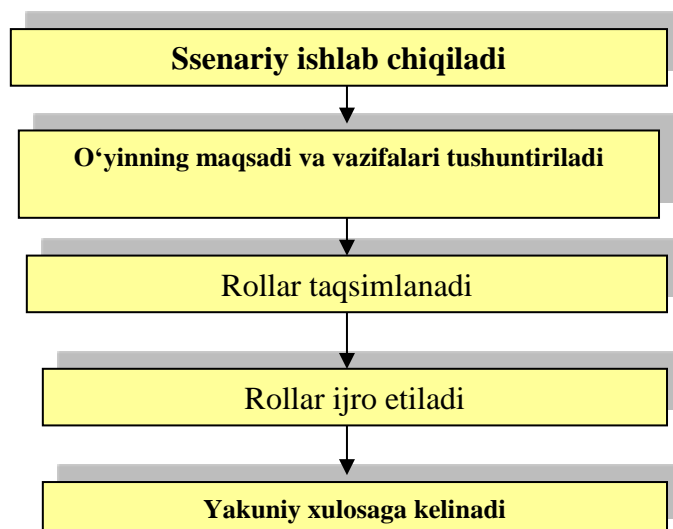 Ssenariy ishlab chiqiladi
O‘yinning maqsadi va vazifalari tushuntiriladi
Rollar taqsimlanadi
Rollar ijro etiladi
Yakuniy xulosaga kelinadi